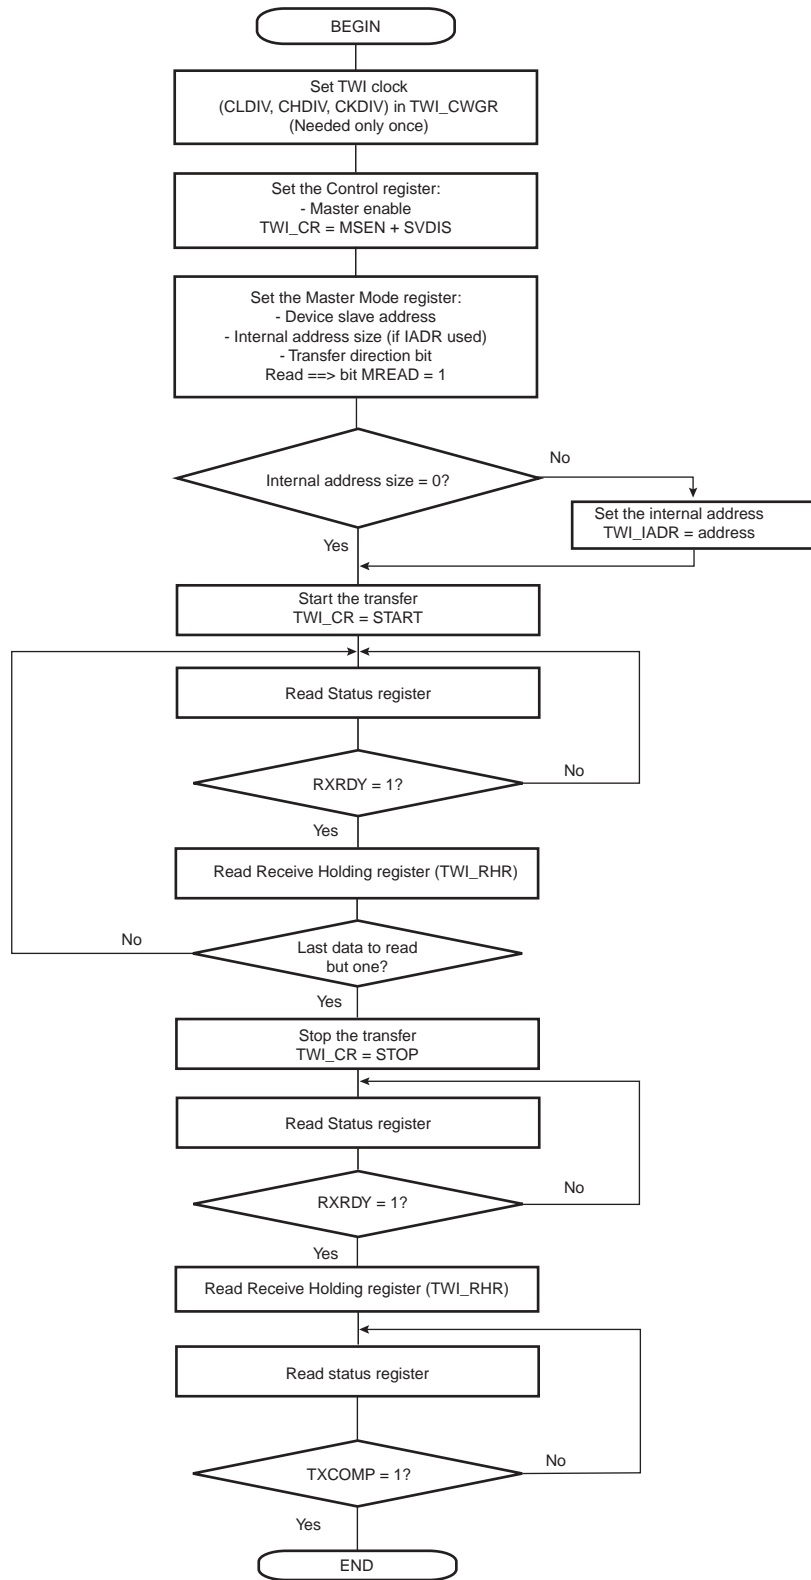 BEGIN
Set TWI clock
(CLDIV, CHDIV, CKDIV) in TWI_CWGR
(Needed only once)
Set the Control register:
- Master enable
TWI_CR = MSEN + SVDIS
Set the Master Mode register:
- Device slave address
- Internal address size (if IADR used)
- Transfer direction bit
Read ==> bit MREAD = 1
Internal address size = 0?
No
Set the internal address
TWI_IADR = address
Yes
Start the transfer
TWI_CR = START
Read Status register
RXRDY = 1?
No
Yes
Read Receive Holding register (TWI_RHR)
No
Last data to read
but one?
Yes
Stop the transfer
TWI_CR = STOP
Read Status register
RXRDY = 1?
No
Yes
Read Receive Holding register (TWI_RHR)
Read status register
TXCOMP = 1?
No
Yes
END